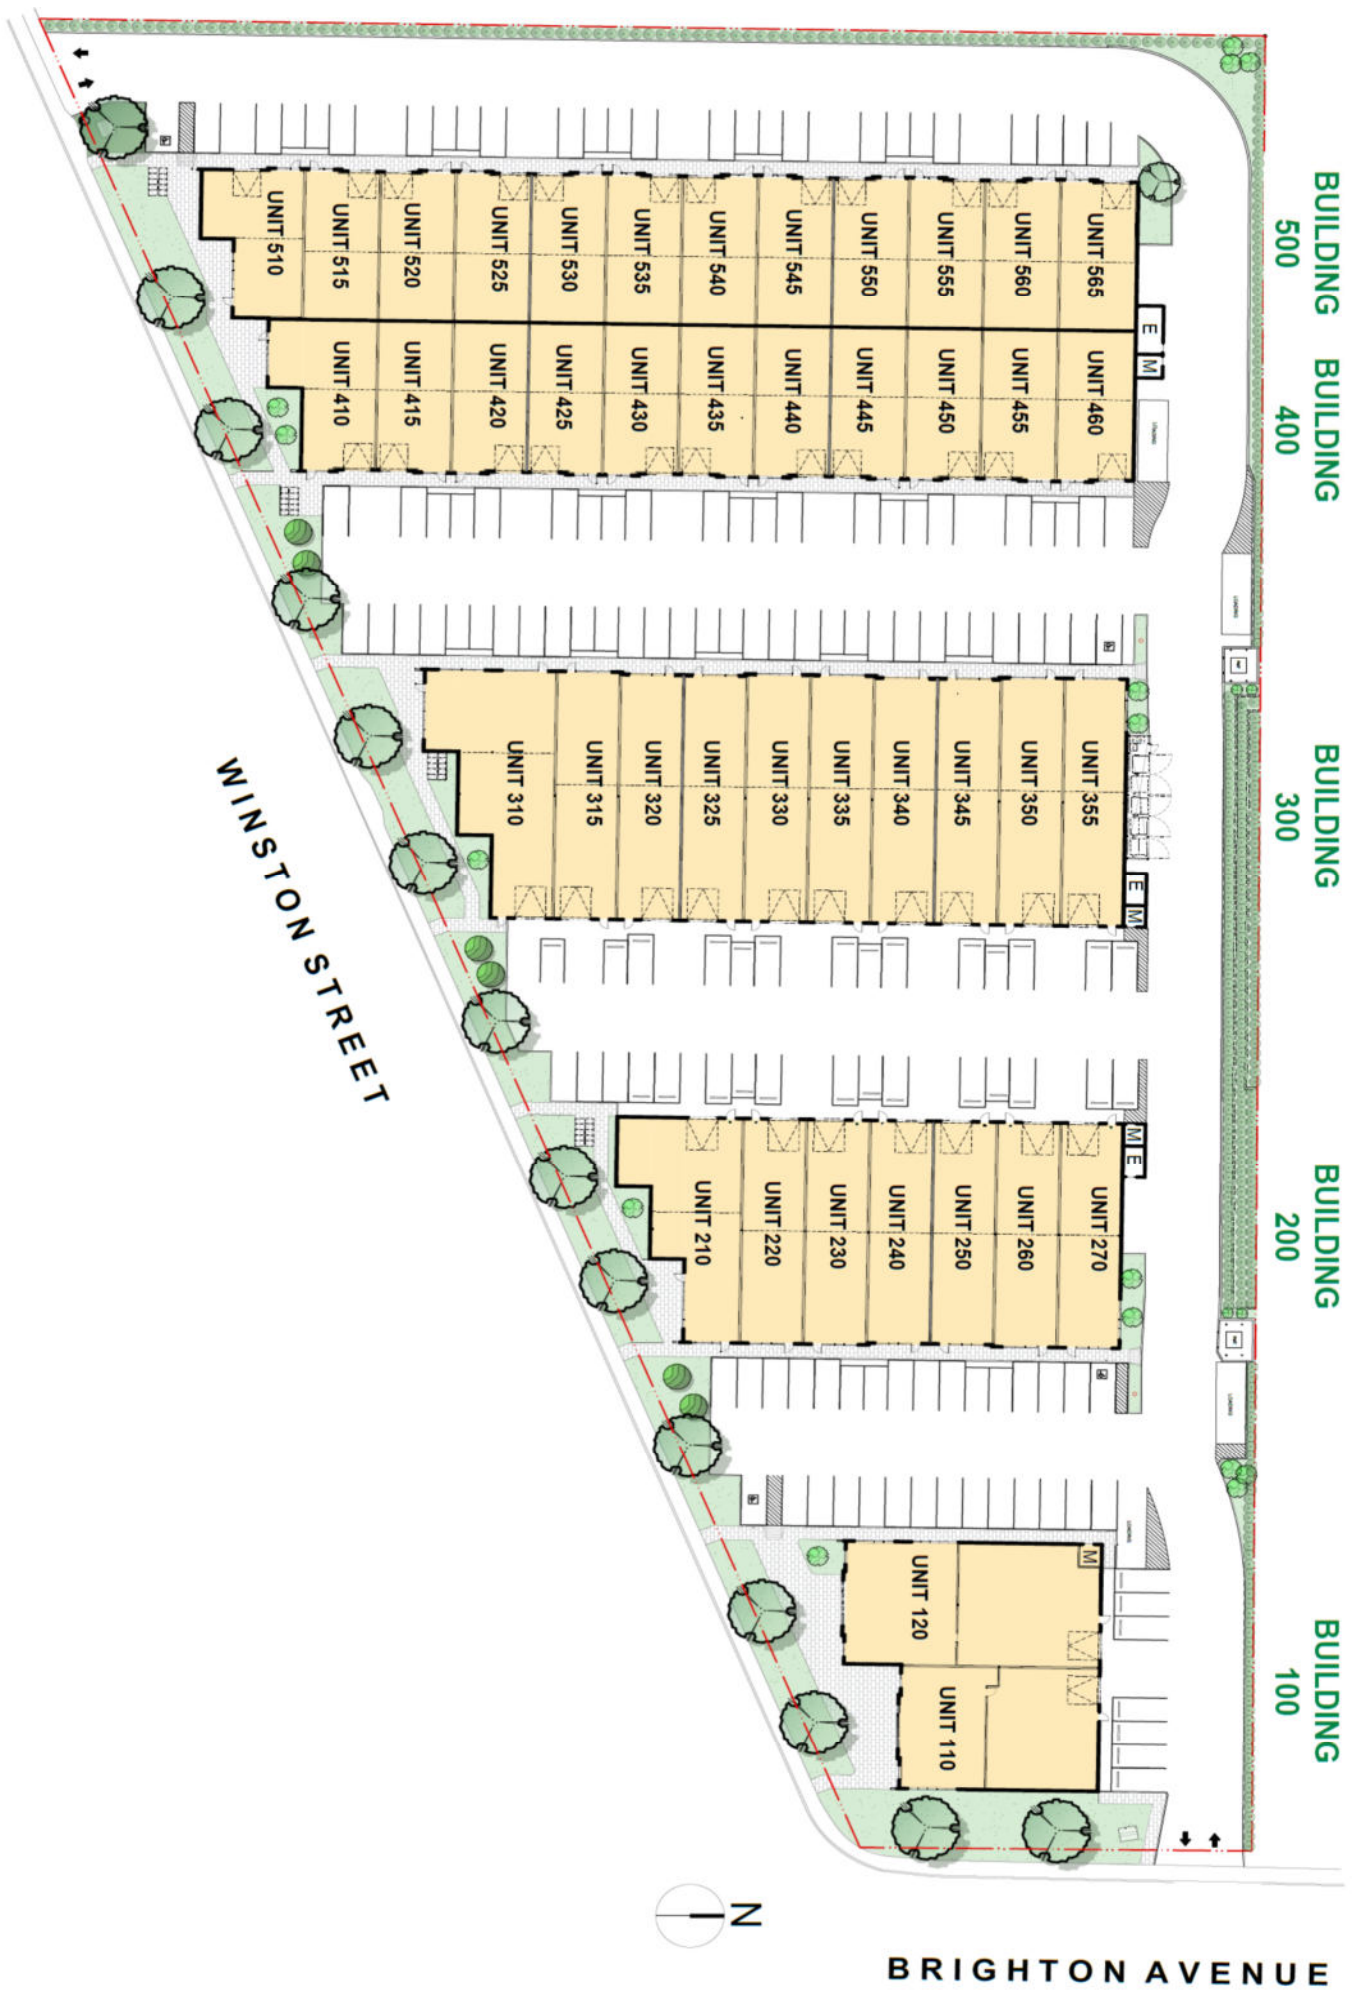 BUILDING
500
BUILDING
400
BUILDING
300
BUILDING
200
BUILDING
100
UNIT 510
UNIT 515
UNIT 520
UNIT 525
UNIT 530
UNIT 535
UNIT 540
UNIT 545
UNIT 550
UNIT 555
UNIT 560
UNIT 565
E
M
UNIT 410
UNIT 415
UNIT 420
UNIT 425
UNIT 430
UNIT 435
UNIT 440
UNIT 445
UNIT 450
UNIT 455
UNIT 460
LOADING
LOADING
UNIT 310
UNIT 315
UNIT 320
UNIT 325
UNIT 330
UNIT 335
UNIT 340
UNIT 345
UNIT 350
UNIT 355
E
M
WINSTON STREET
M
E
UNIT 210
UNIT 220
UNIT 230
UNIT 240
UNIT 250
UNIT 260
UNIT 270
LOADING
LOADING
M
UNIT 120
UNIT 110
N
BRIGHTON AVENUE